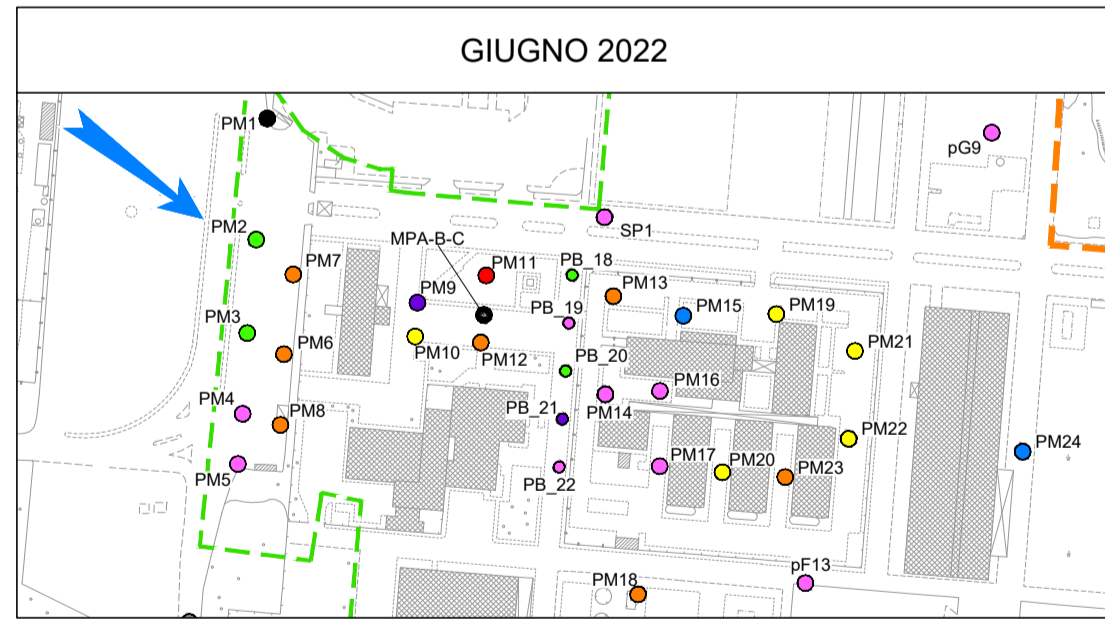 GIUGNO 2022
PM1
pG9
PM2
SP1
MPA-B-C
PM7
PM11
PB_18
PM9
PM13
PB_19
PM15
PM19
PM3
PM6
PM10
PM12
PM21
PB_20
PM4
PM8
PB_21
PM14
PM16
PM22
PM5
PB_22
PM17
PM20
PM23
PM24
PM18
pF13